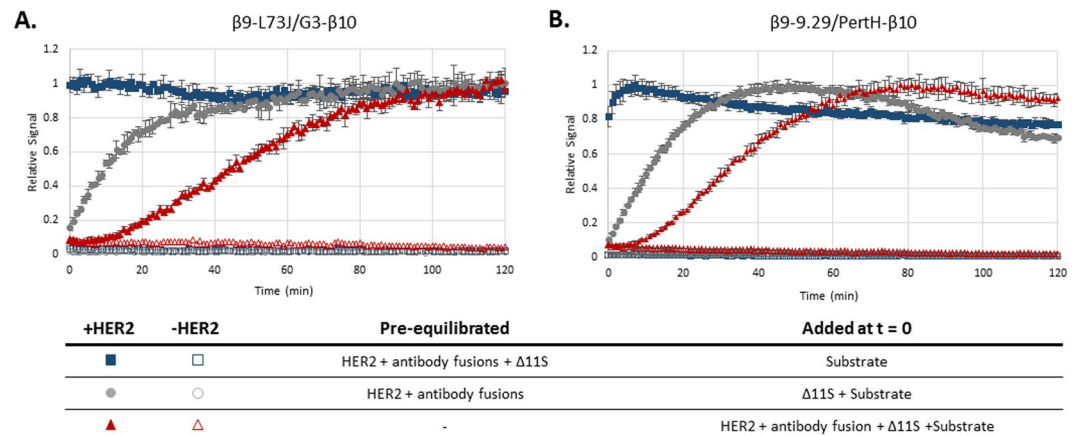 A.
β9-L73J/G3-β10
Relative Signal
1.2
1
0.8
0.6
0.4
0.2
0
0 20 40 60 80 100 120
Time (min)
B.
β9-9.29/PertH-β10
Relative Signal
1.2
1
0.8
0.6
0.4
0.2
0
0 20 40 60 80 100 120
Time (min)
+HER2 -HER2 Pre-equilibrated Added at t = 0
HER2 + antibody fusions + Δ11S Substrate
HER2 + antibody fusions Δ11S + Substrate
- HER2 + antibody fusion + Δ11S +Substrate